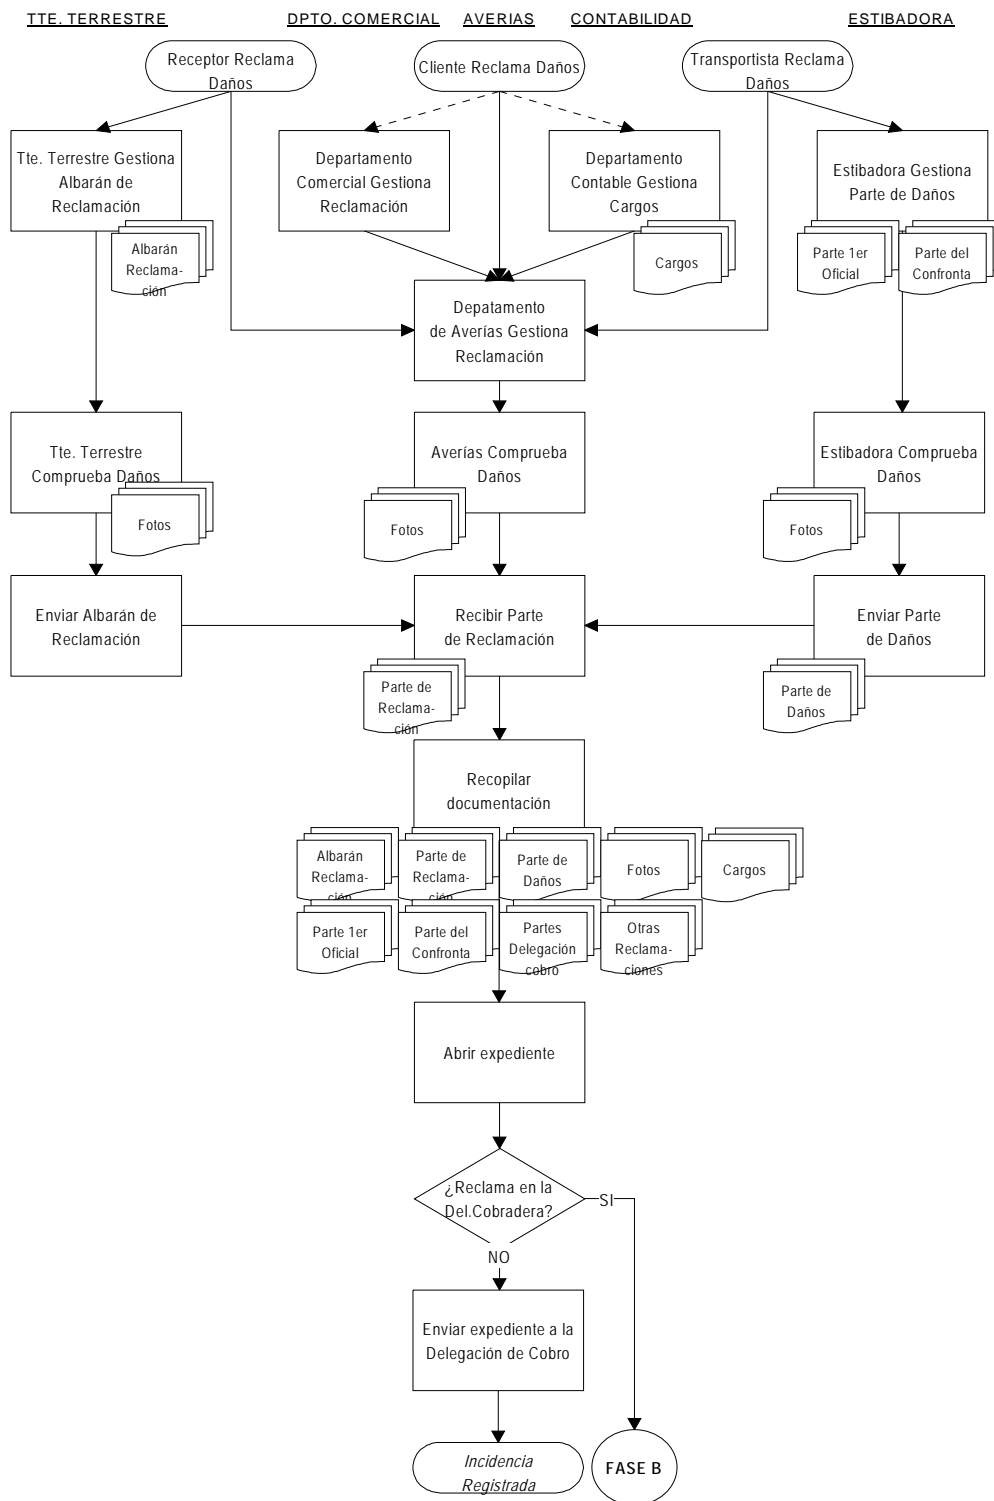 TTE. TERRESTRE
DPTO. COMERCIAL
AVERIAS
CONTABILIDAD
ESTIBADORA
Receptor Reclama
Daños
Cliente Reclama Daños
Transportista Reclama
Daños
Tte. Terrestre Gestiona
Albarán de
Reclamación
Departamento
Comercial Gestiona
Reclamación
Departamento
Contable Gestiona
Cargos
Estibadora Gestiona
Parte de Daños
Albarán
Reclama-
ción
Cargos
Parte 1er
Oficial
Parte del
Confronta
Depatamento
de Averías Gestiona
Reclamación
Tte. Terrestre
Comprueba Daños
Averías Comprueba
Daños
Estibadora Comprueba
Daños
Fotos
Fotos
Fotos
Enviar Albarán de
Reclamación
Recibir Parte
de Reclamación
Enviar Parte
de Daños
Parte de
Reclama-
ción
Parte de
Daños
Recopilar
documentación
Albarán
Reclama-
ción
Parte de
Reclama-
ción
Parte de
Daños
Fotos
Cargos
Parte 1er
Oficial
Parte del
Confronta
Partes
Delegación
cobro
Otras
Reclama-
ciones
Abrir expediente
¿Reclama en la
Del.Cobradera?
SI
NO
Enviar expediente a la
Delegación de Cobro
Incidencia
Registrada
FASE B